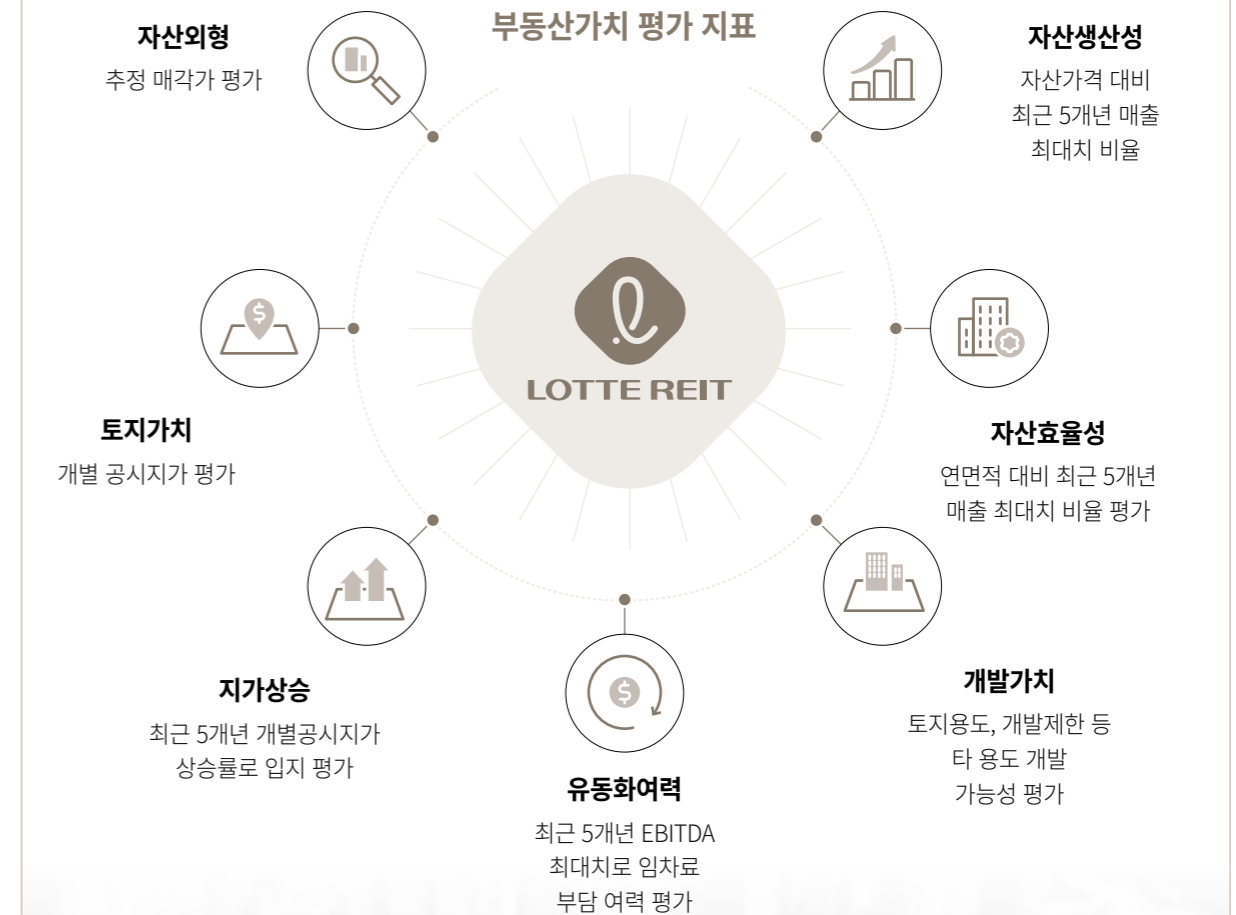 부동산가치 평가 지표
자산외형
추정 매각가 평가
자산생산성
자산가격 대비
최근 5개년 매출
최대치 비율
LOTTE REIT
토지가치
개별 공시지가 평가
자산효율성
연면적 대비 최근 5개년
매출 최대치 비율 평가
지가상승
최근 5개년 개별공시지가
상승률로 입지 평가
개발가치
토지용도, 개발제한 등
타 용도 개발
가능성 평가
유동화여력
최근 5개년 EBITDA
최대치로 임차료
부담 여력 평가